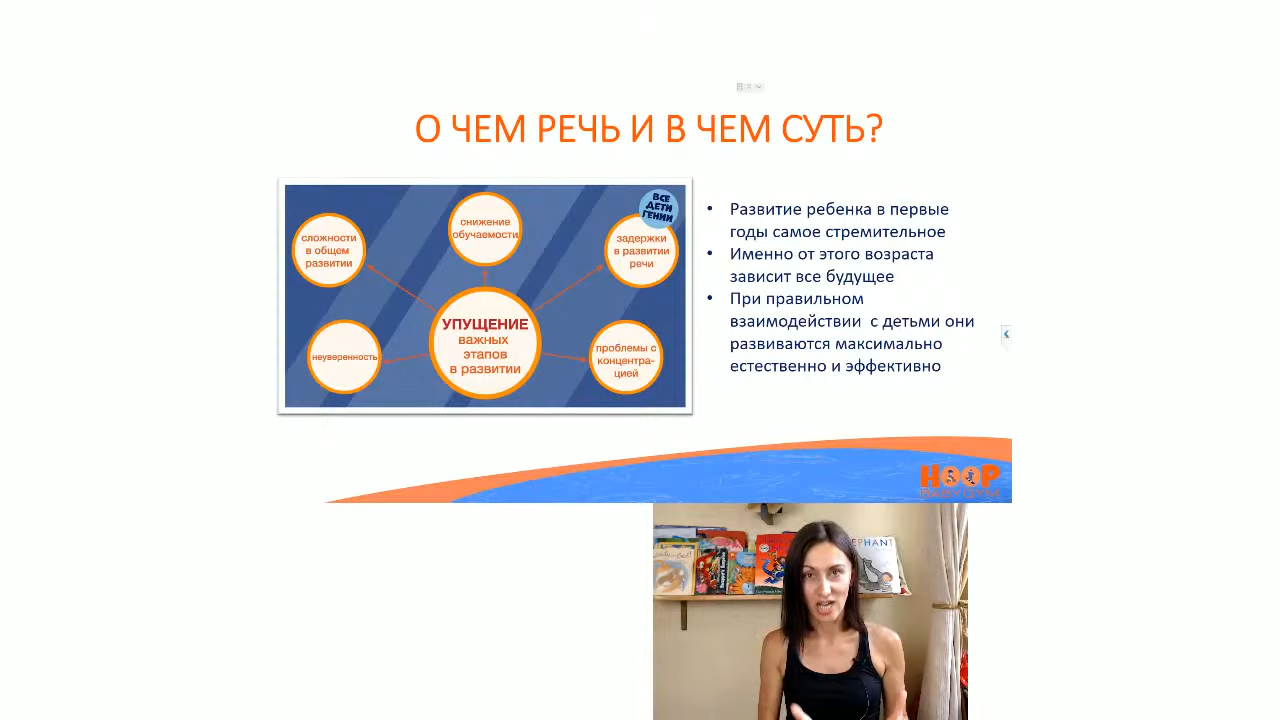 О ЧЕМ РЕЧЬ И В ЧЕМ СУТЬ?
ВСЕ
ДЕТИ
ГЕНИИ
сложности
в общем
развитии
снижение
обучаемости
задержки
в развитии
речи
УПУЩЕНИЕ
важных
этапов
в развитии
неуверенность
проблемы с
концентра-
цией
• Развитие ребенка в первые
годы самое стремительное
• Именно от этого возраста
зависит все будущее
• При правильном
взаимодействии с детьми они
развиваются максимально
естественно и эффективно
HOOP
BABYGYM